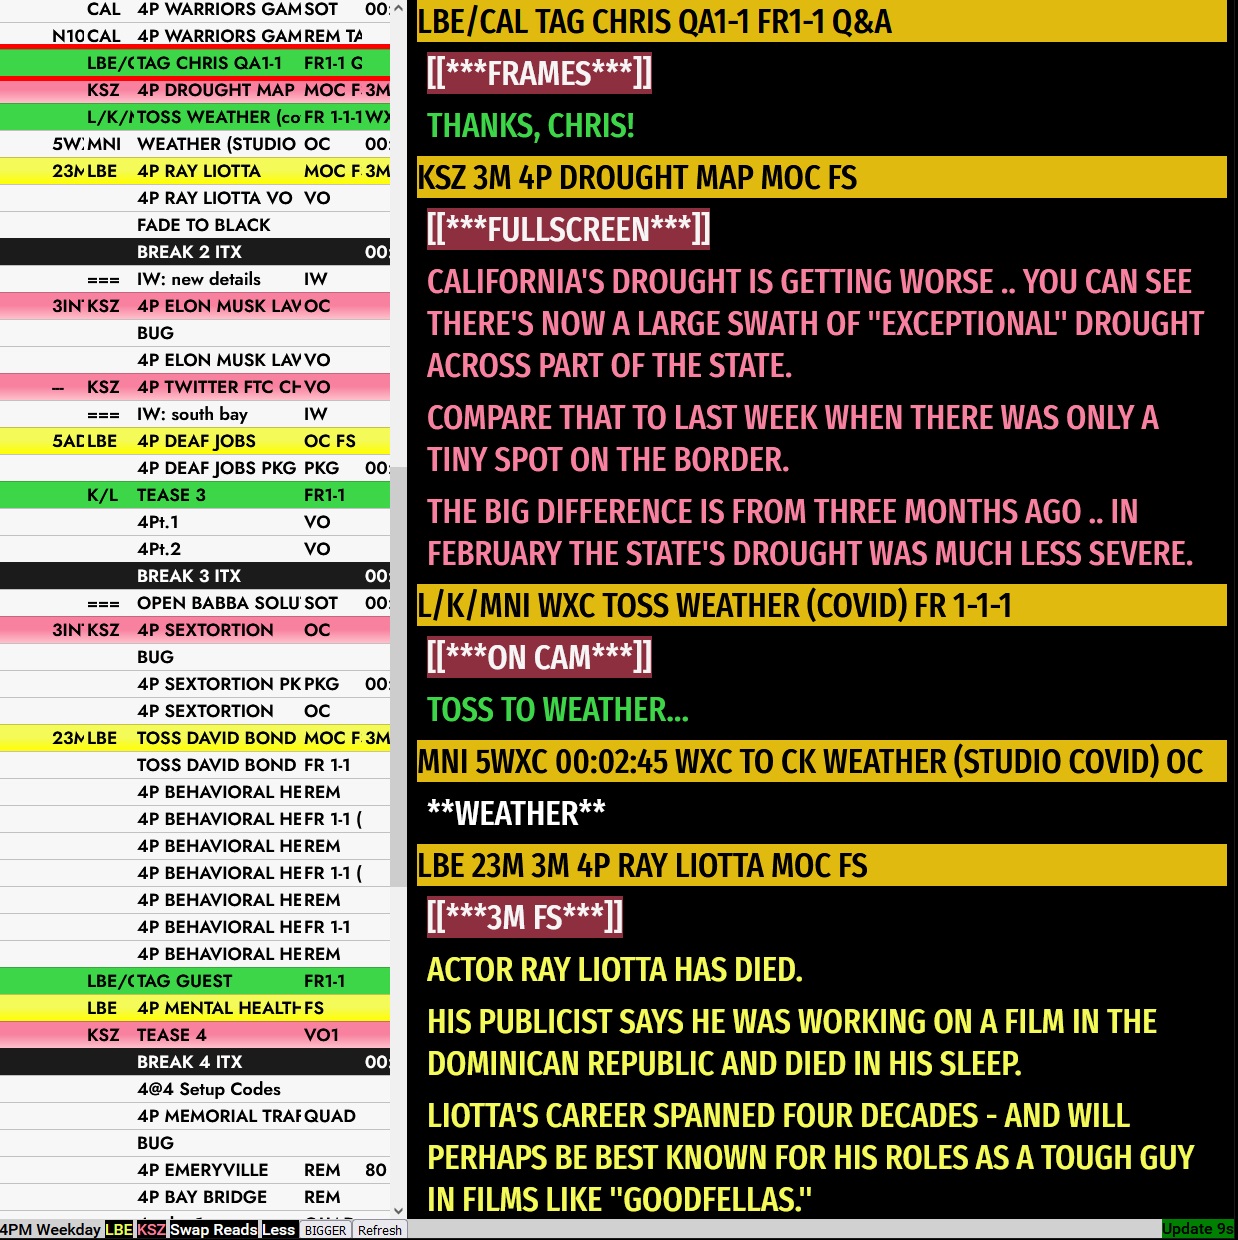 CAL 4P WARRIORS GAM SOT 00:
N10 CAL 4P WARRIORS GAM REM TA
LBE/C TAG CHRIS QA1-1 FR1-1 Q
KSZ 4P DROUGHT MAP MOC F 3M
L/K/M TOSS WEATHER (co FR 1-1-1 WX
5WX MNI WEATHER (STUDIO OC 00:
23M LBE 4P RAY LIOTTA MOC F 3M
4P RAY LIOTTA VO VO
FADE TO BLACK
BREAK 2 ITX 00:
=== IW: new details IW
3IN KSZ 4P ELON MUSK LAW OC
BUG
4P ELON MUSK LAW VO
-- KSZ 4P TWITTER FTC CH VO
=== IW: south bay IW
5AD LBE 4P DEAF JOBS OC FS
4P DEAF JOBS PKG PKG 00:
K/L TEASE 3 FR1-1
4Pt.1 VO
4Pt.2 VO
BREAK 3 ITX 00:
=== OPEN BABBA SOLU SOT 00:
3IN KSZ 4P SEXTORTION OC
BUG
4P SEXTORTION PK PKG 00:
4P SEXTORTION OC
23M LBE TOSS DAVID BOND MOC F 3M
TOSS DAVID BOND FR 1-1
4P BEHAVIORAL HE REM
4P BEHAVIORAL HE FR 1-1 (
4P BEHAVIORAL HE REM
4P BEHAVIORAL HE FR 1-1 (
4P BEHAVIORAL HE REM
4P BEHAVIORAL HE FR 1-1
4P BEHAVIORAL HE REM
LBE/C TAG GUEST FR1-1
LBE 4P MENTAL HEALTH FS
KSZ TEASE 4 VO1
BREAK 4 ITX 00:
4@4 Setup Codes
4P MEMORIAL TRAF QUAD
BUG
4P EMERYVILLE REM 80
4P BAY BRIDGE REM
4PM Weekday LBE KSZ Swap Reads Less BIGGER Refresh
LBE/CAL TAG CHRIS QA1-1 FR1-1 Q&A
[[***FRAMES***]]
THANKS, CHRIS!
KSZ 3M 4P DROUGHT MAP MOC FS
[[***FULLSCREEN***]]
CALIFORNIA'S DROUGHT IS GETTING WORSE .. YOU CAN SEE
THERE'S NOW A LARGE SWATH OF "EXCEPTIONAL" DROUGHT
ACROSS PART OF THE STATE.
COMPARE THAT TO LAST WEEK WHEN THERE WAS ONLY A
TINY SPOT ON THE BORDER.
THE BIG DIFFERENCE IS FROM THREE MONTHS AGO .. IN
FEBRUARY THE STATE'S DROUGHT WAS MUCH LESS SEVERE.
L/K/MNI WXC TOSS WEATHER (COVID) FR 1-1-1
[[***ON CAM***]]
TOSS TO WEATHER...
MNI 5WXC 00:02:45 WXC TO CK WEATHER (STUDIO COVID) OC
**WEATHER**
LBE 23M 3M 4P RAY LIOTTA MOC FS
[[***3M FS***]]
ACTOR RAY LIOTTA HAS DIED.
HIS PUBLICIST SAYS HE WAS WORKING ON A FILM IN THE
DOMINICAN REPUBLIC AND DIED IN HIS SLEEP.
LIOTTA'S CAREER SPANNED FOUR DECADES - AND WILL
PERHAPS BE BEST KNOWN FOR HIS ROLES AS A TOUGH GUY
IN FILMS LIKE "GOODFELLAS."
Update 9s